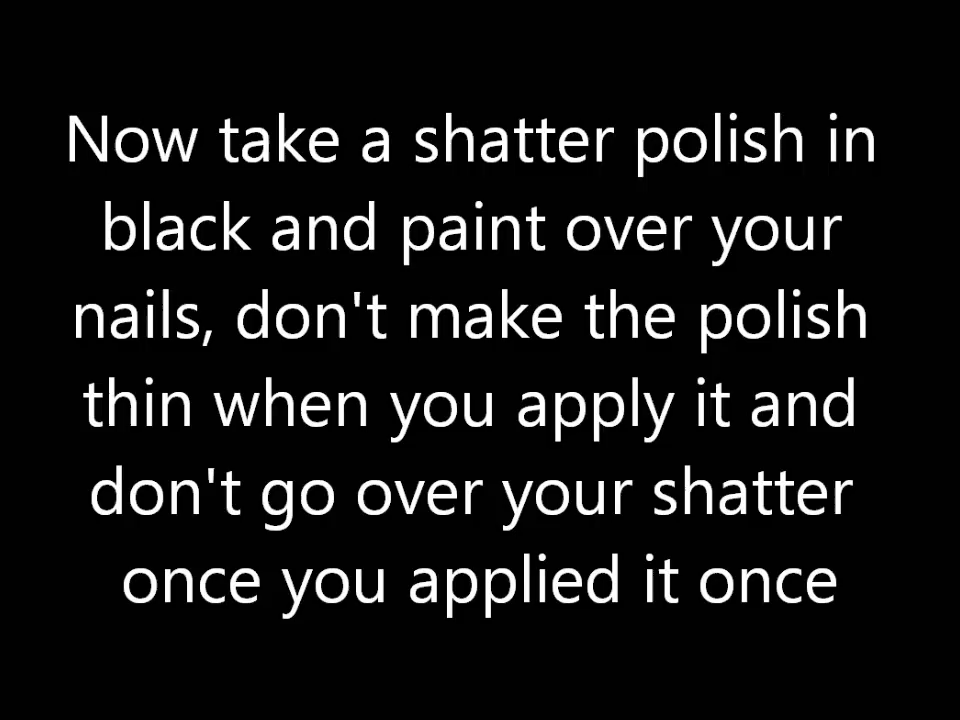 Now take a shatter polish in
black and paint over your
nails, don't make the polish
thin when you apply it and
don't go over your shatter
once you applied it once